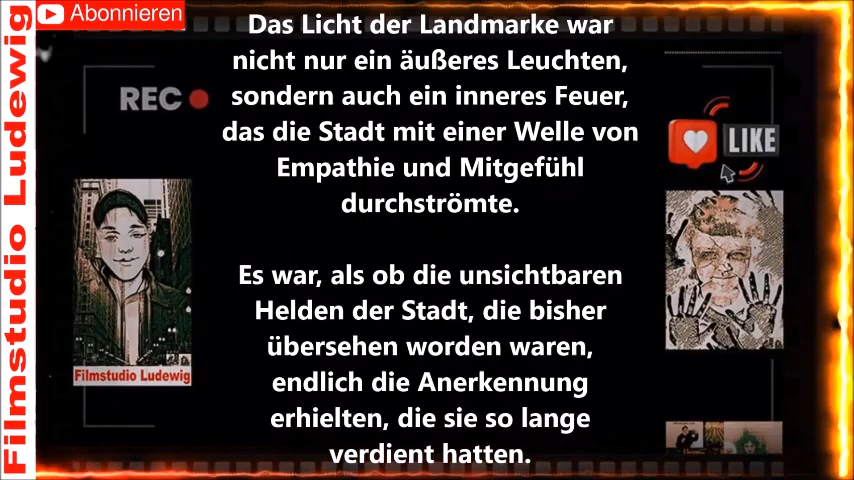 Abonnieren
Filmstudio Ludewig
REC
Das Licht der Landmarke war
nicht nur ein äußeres Leuchten,
sondern auch ein inneres Feuer,
das die Stadt mit einer Welle von
Empathie und Mitgefühl
durchströmte.
Es war, als ob die unsichtbaren
Helden der Stadt, die bisher
übersehen worden waren,
endlich die Anerkennung
erhielten, die sie so lange
verdient hatten.
LIKE
Filmstudio Ludewig